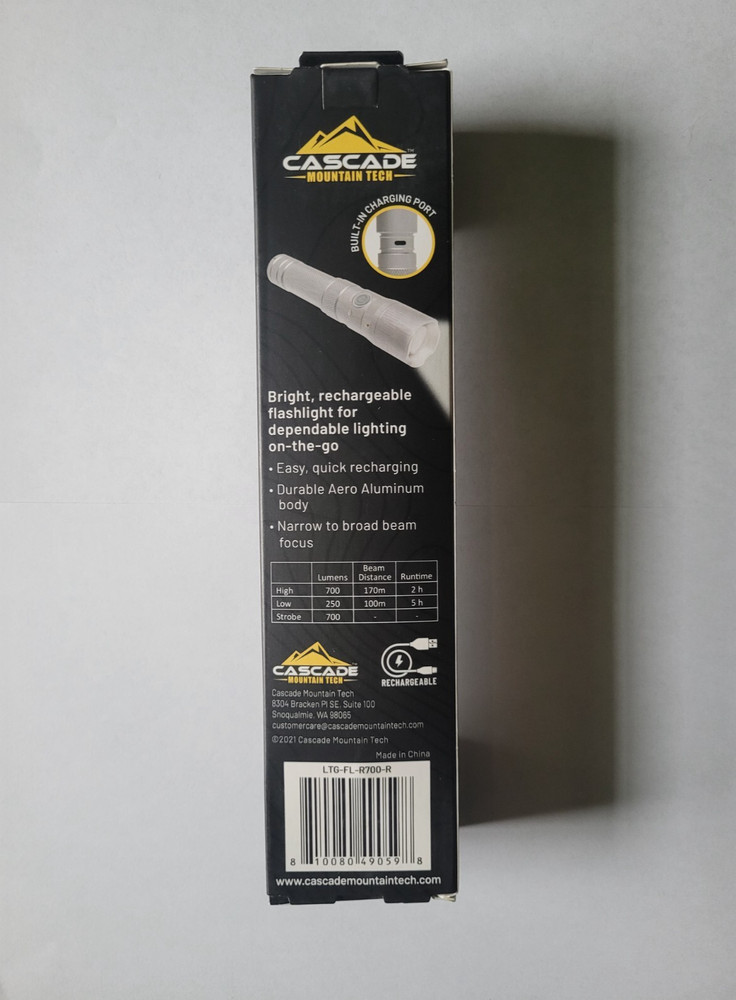 CASCADE™
MOUNTAIN TECH
BUILT-IN CHARGING PORT
Bright, rechargeable
flashlight for
dependable lighting
on-the-go
• Easy, quick recharging
• Durable Aero Aluminum
body
• Narrow to broad beam
focus
Lumens Beam Distance Runtime
High 700 170m 2 h
Low 250 100m 5 h
Strobe 700 - -
CASCADE™
MOUNTAIN TECH
RECHARGEABLE
Cascade Mountain Tech
8304 Bracken Pl SE, Suite 100
Snoqualmie, WA 98065
customercare@cascademountaintech.com
©2021 Cascade Mountain Tech
Made in China
LTG-FL-R700-R
8 10080 49059 8
www.cascademountaintech.com